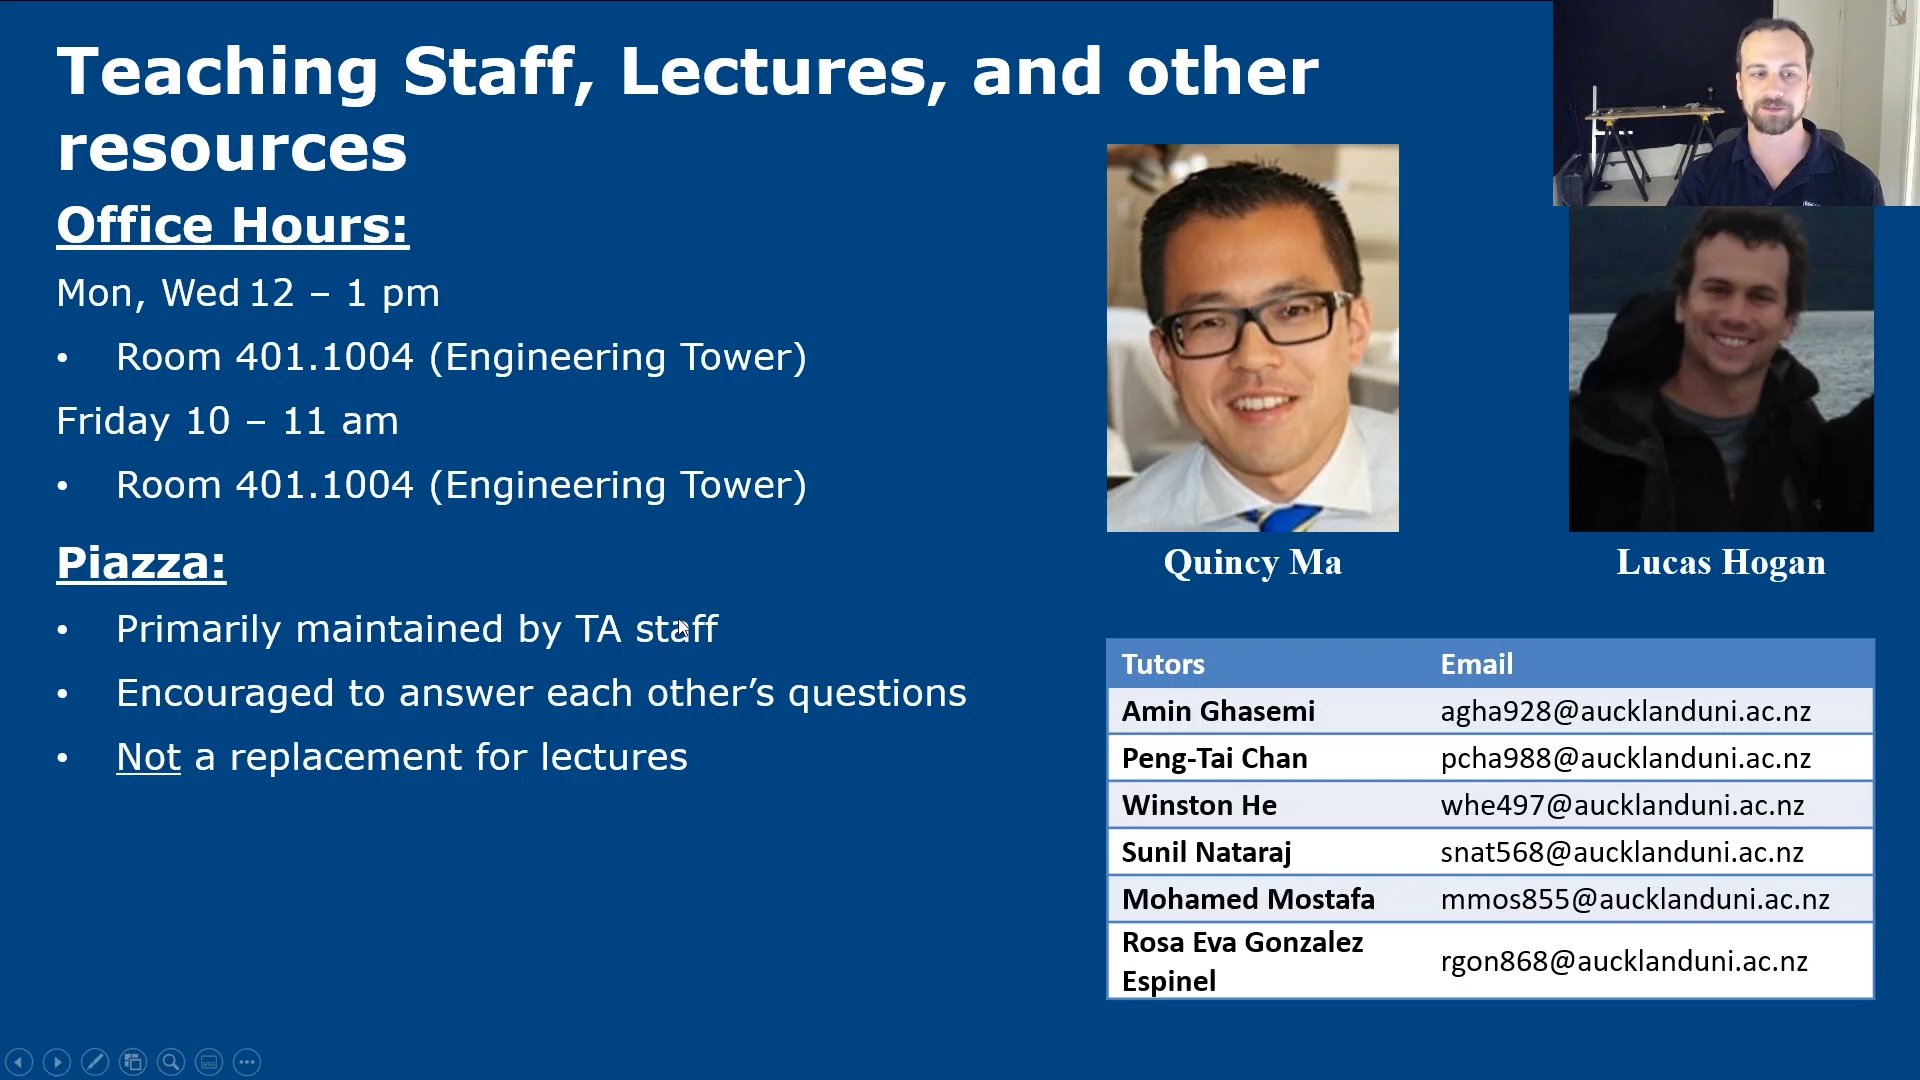 Teaching Staff, Lectures, and other
resources
Office Hours:
Mon, Wed 12 – 1 pm
• Room 401.1004 (Engineering Tower)
Friday 10 – 11 am
• Room 401.1004 (Engineering Tower)
Piazza:
• Primarily maintained by TA staff
• Encouraged to answer each other’s questions
• Not a replacement for lectures
Quincy Ma
Lucas Hogan
Tutors Email
Amin Ghasemi agha928@aucklanduni.ac.nz
Peng-Tai Chan pcha988@aucklanduni.ac.nz
Winston He whe497@aucklanduni.ac.nz
Sunil Nataraj snat568@aucklanduni.ac.nz
Mohamed Mostafa mmos855@aucklanduni.ac.nz
Rosa Eva Gonzalez
Espinel rgon868@aucklanduni.ac.nz